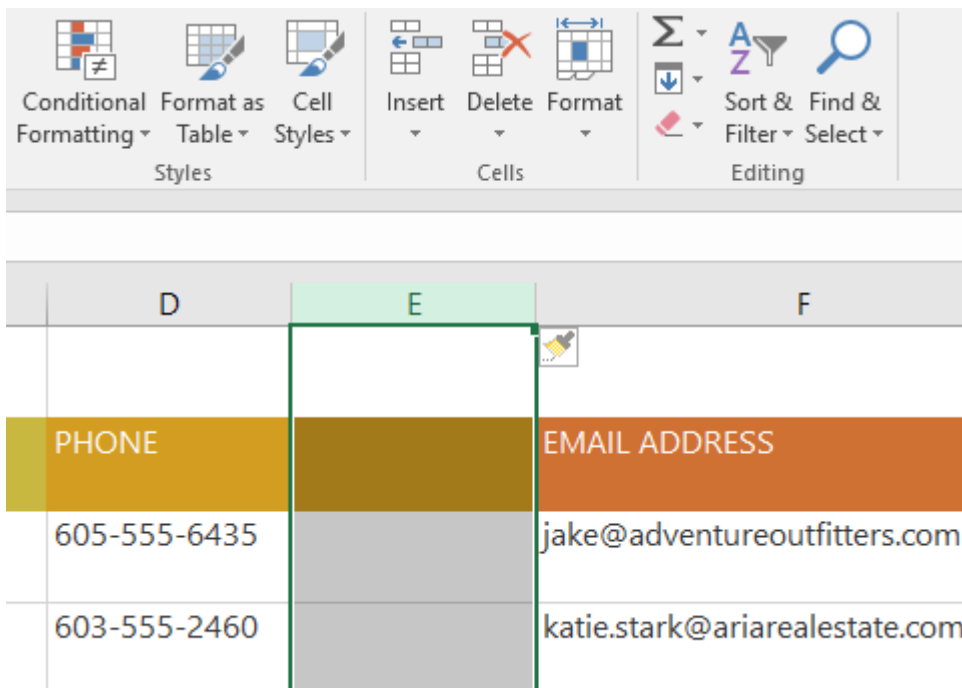 Conditional Format as Cell
Formatting Table Styles
Insert Delete Format
Sort & Find &
Filter Select
Styles Cells Editing
D E F
PHONE EMAIL ADDRESS
605-555-6435 jake@adventureoutfitters.com
603-555-2460 katie.stark@ariarealestate.com